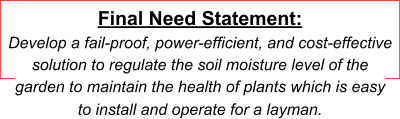 Final Need Statement:
Develop a fail-proof, power-efficient, and cost-effective
solution to regulate the soil moisture level of the
garden to maintain the health of plants which is easy
to install and operate for a layman.